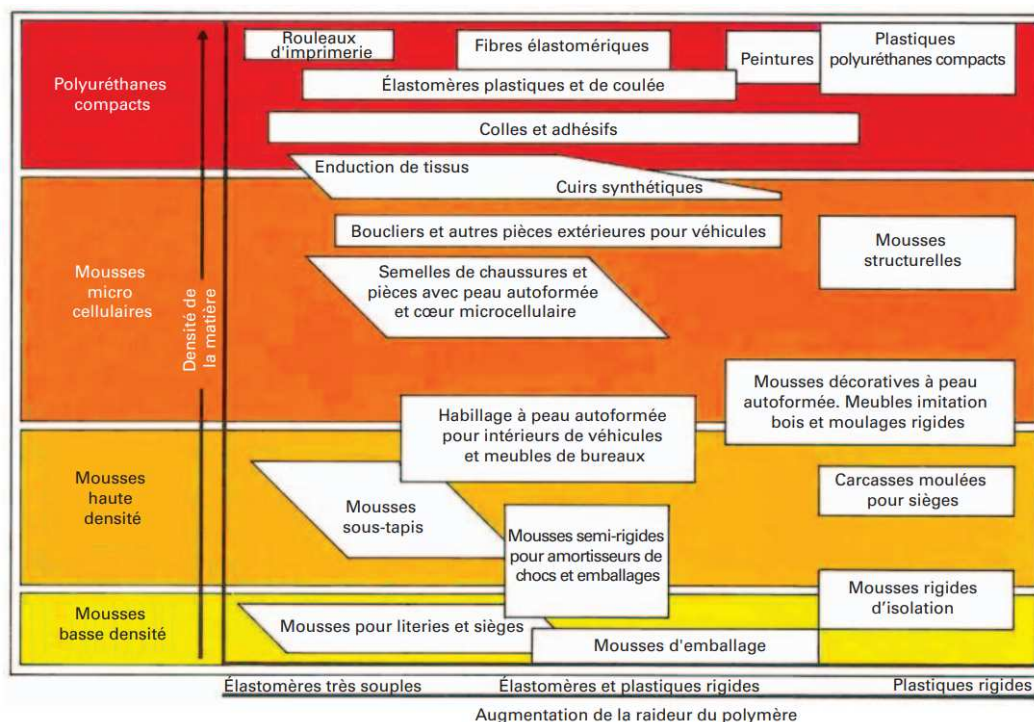 Rouleaux
d'imprimerie
Fibres élastomériques
Peintures
Plastiques
polyuréthanes compacts
Polyuréthanes
compacts
Élastomères plastiques et de coulée
Colles et adhésifs
Enduction de tissus
Cuirs synthétiques
Boucliers et autres pièces extérieures pour véhicules
Mousses
structurelles
Mousses
micro
cellulaires
Densité de
la matière
Semelles de chaussures et
pièces avec peau autoformée
et cœur microcellulaire
Mousses décoratives à peau
autoformée. Meubles imitation
bois et moulages rigides
Habillage à peau autoformée
pour intérieurs de véhicules
et meubles de bureaux
Mousses
haute
densité
Mousses
sous-tapis
Carcasses moulées
pour sièges
Mousses semi-rigides
pour amortisseurs de
chocs et emballages
Mousses rigides
d'isolation
Mousses
basse densité
Mousses pour literies et sièges
Mousses d'emballage
Élastomères très souples
Élastomères et plastiques rigides
Plastiques rigides
Augmentation de la raideur du polymère